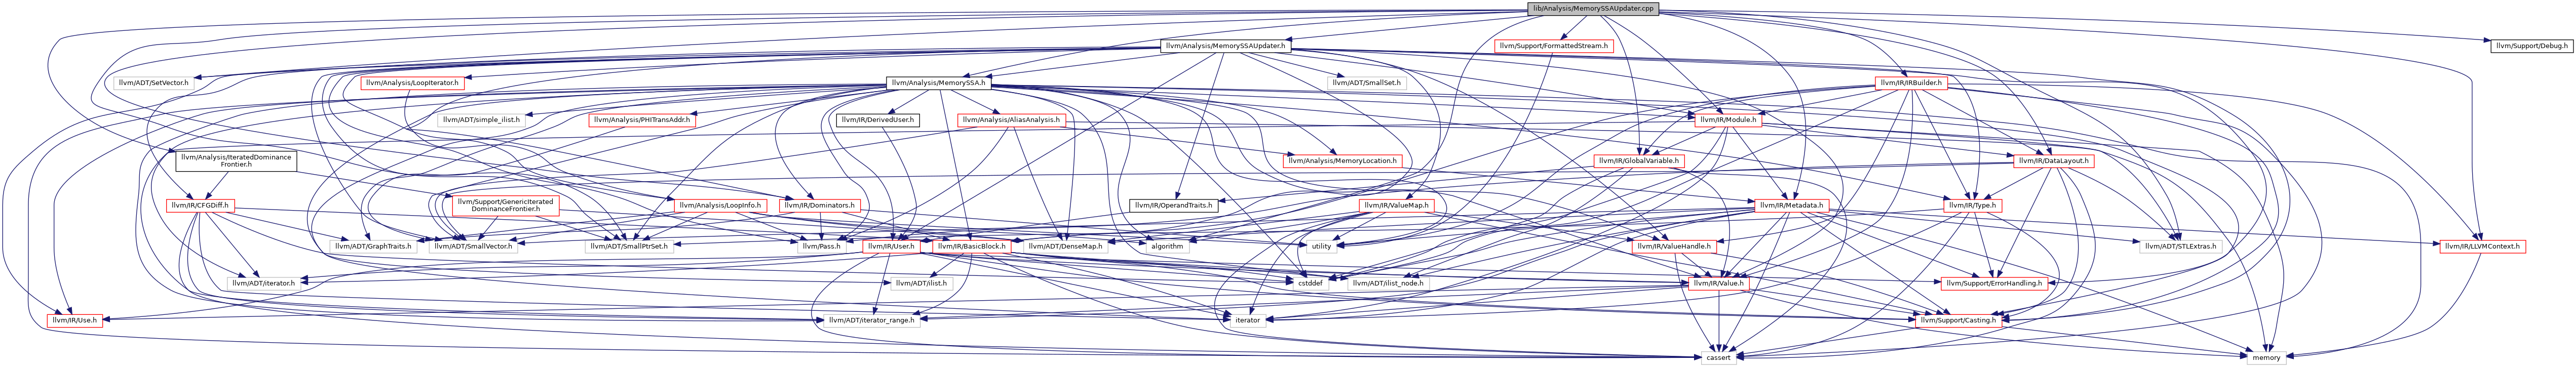 lib/Analysis/MemorySSAUpdater.cpp
llvm/Analysis/MemorySSAUpdater.h
llvm/Support/FormattedStream.h
llvm/Support/Debug.h
llvm/ADT/SetVector.h
llvm/Analysis/LoopIterator.h
llvm/Analysis/MemorySSA.h
llvm/ADT/SmallSet.h
llvm/IR/IRBuilder.h
llvm/ADT/simple_ilist.h
llvm/Analysis/PHITransAddr.h
llvm/IR/DerivedUser.h
llvm/Analysis/AliasAnalysis.h
llvm/IR/Module.h
llvm/Analysis/IteratedDominance
Frontier.h
llvm/Analysis/MemoryLocation.h
llvm/IR/GlobalVariable.h
llvm/IR/DataLayout.h
llvm/IR/CFGDiff.h
llvm/Support/GenericIterated
DominanceFrontier.h
llvm/Analysis/LoopInfo.h
llvm/IR/Dominators.h
llvm/IR/OperandTraits.h
llvm/IR/ValueMap.h
llvm/IR/Metadata.h
llvm/IR/Type.h
llvm/ADT/GraphTraits.h
llvm/ADT/SmallVector.h
llvm/ADT/SmallPtrSet.h
llvm/Pass.h
llvm/IR/User.h
llvm/IR/BasicBlock.h
llvm/ADT/DenseMap.h
algorithm
utility
llvm/IR/ValueHandle.h
llvm/ADT/STLExtras.h
llvm/IR/LLVMContext.h
llvm/ADT/iterator.h
llvm/ADT/ilist.h
cstddef
llvm/ADT/ilist_node.h
llvm/IR/Value.h
llvm/Support/ErrorHandling.h
llvm/IR/Use.h
llvm/ADT/iterator_range.h
iterator
llvm/Support/Casting.h
cassert
memory